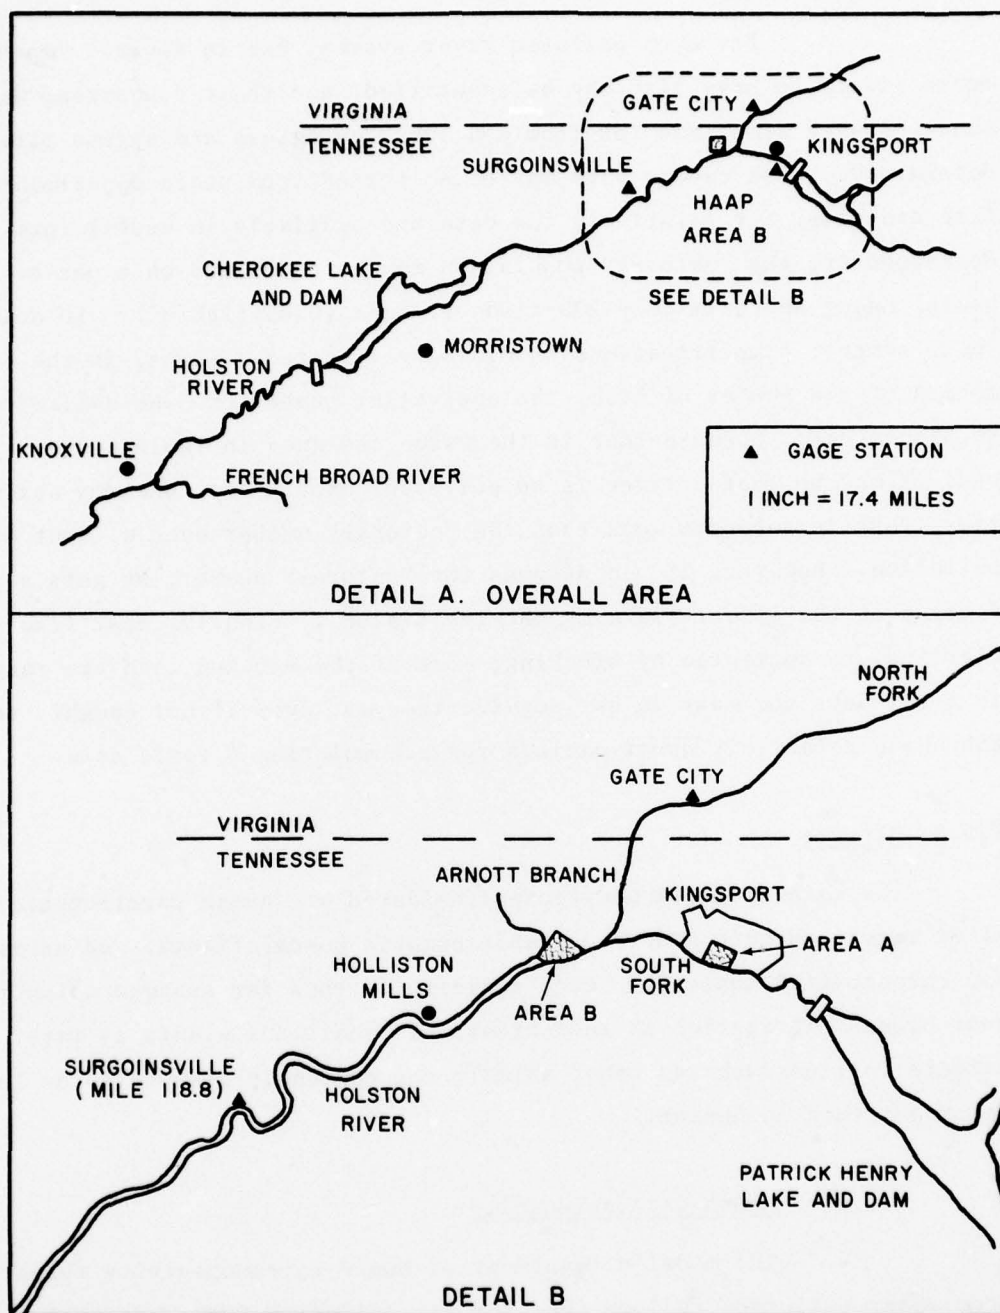 VIRGINIA
TENNESSEE
GATE CITY
SURGOINSVILLE
KINGSPORT
HAAP
AREA B
SEE DETAIL B
CHEROKEE LAKE
AND DAM
MORRISTOWN
HOLSTON
RIVER
KNOXVILLE
FRENCH BROAD RIVER
▲ GAGE STATION
1 INCH = 17.4 MILES
DETAIL A. OVERALL AREA
NORTH
FORK
GATE CITY
VIRGINIA
TENNESSEE
ARNOTT BRANCH
KINGSPORT
AREA A
HOLLISTON
MILLS
SOUTH
FORK
AREA B
SURGOINSVILLE
(MILE 118.8)
HOLSTON
RIVER
PATRICK HENRY
LAKE AND DAM
DETAIL B